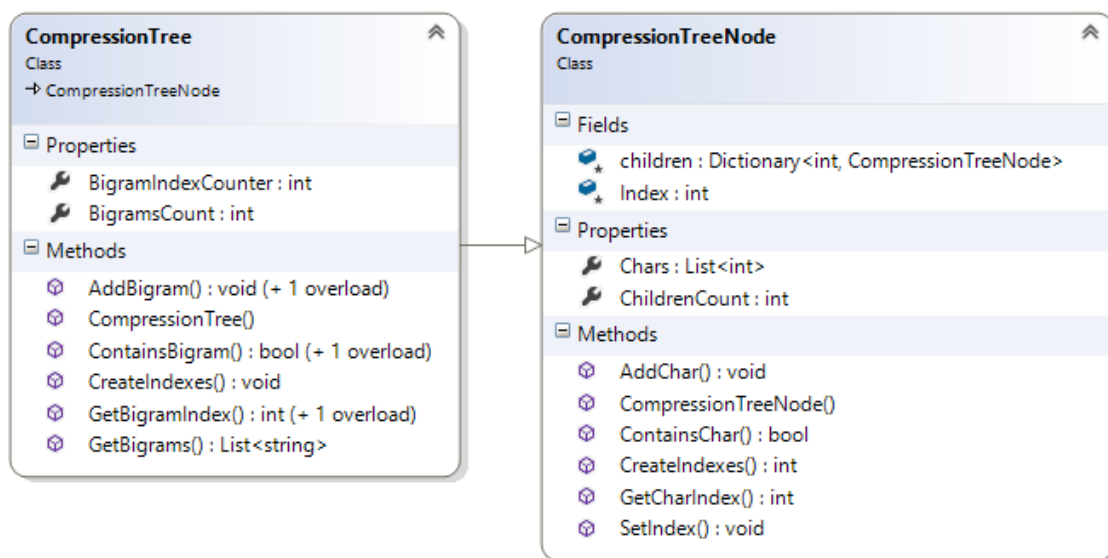 CompressionTree
Class
CompressionTreeNode
Properties
BigramIndexCounter : int
BigramsCount : int
Methods
AddBigram() : void (+ 1 overload)
CompressionTree()
ContainsBigram() : bool (+ 1 overload)
CreateIndexes() : void
GetBigramIndex() : int (+ 1 overload)
GetBigrams() : List<string>
CompressionTreeNode
Class
Fields
children : Dictionary<int, CompressionTreeNode>
Index : int
Properties
Chars : List<int>
ChildrenCount : int
Methods
AddChar() : void
CompressionTreeNode()
ContainsChar() : bool
CreateIndexes() : int
GetCharIndex() : int
SetIndex() : void